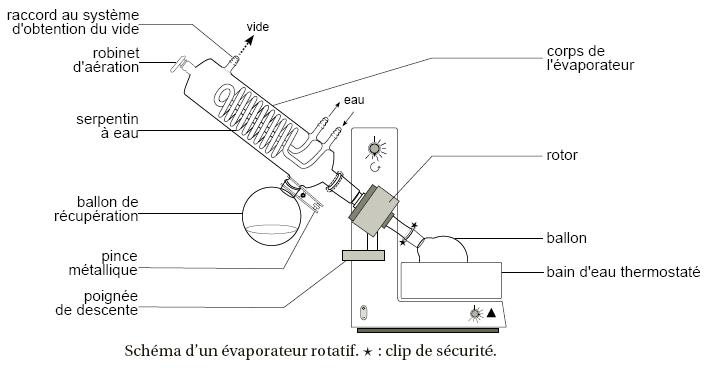 raccord au système
d'obtention du vide
vide
robinet
d'aération
corps de
l'évaporateur
eau
serpentin
à eau
rotor
ballon de
récupération
ballon
pince
métallique
bain d'eau thermostaté
poignée
de descente
Schéma d'un évaporateur rotatif. ★ : clip de sécurité.